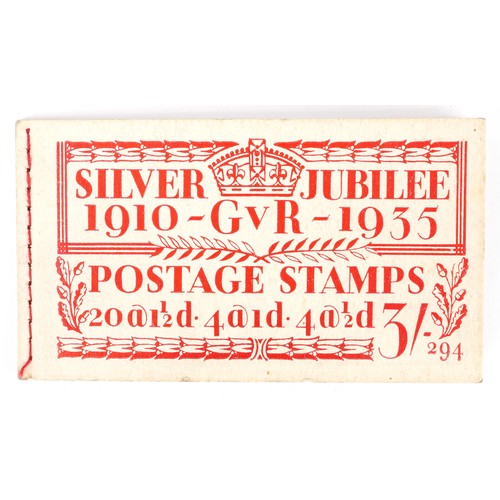 SILVER JUBILEE
1910 - GvR - 1935
POSTAGE STAMPS
20@1½d · 4@1d · 4@½d 3/-
294